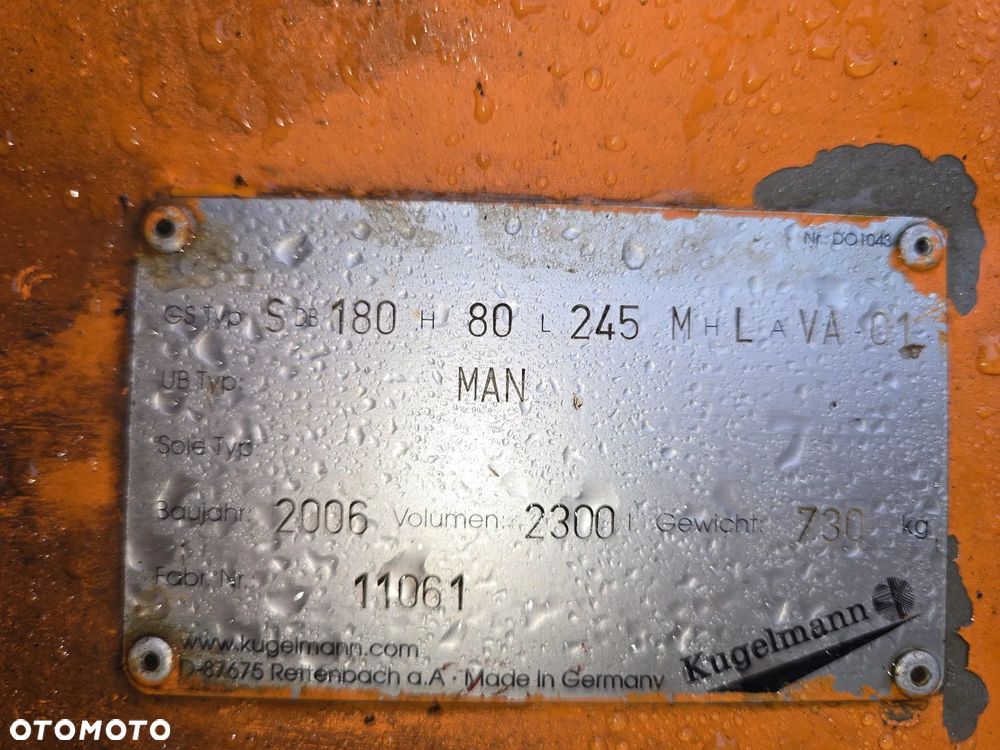 Nr.: DO1043
GS Typ S DB 180 H 80 L 245 M H L A VA-01
UB Typ: MAN
Sole Typ
Baujahr: 2006 Volumen: 2300 l Gewicht: 730 kg
Fabr. Nr.: 11061
Kugelmann
www.kugelmann.com
D-87675 Rettenbach a.A · Made in Germany
OTOMOTO